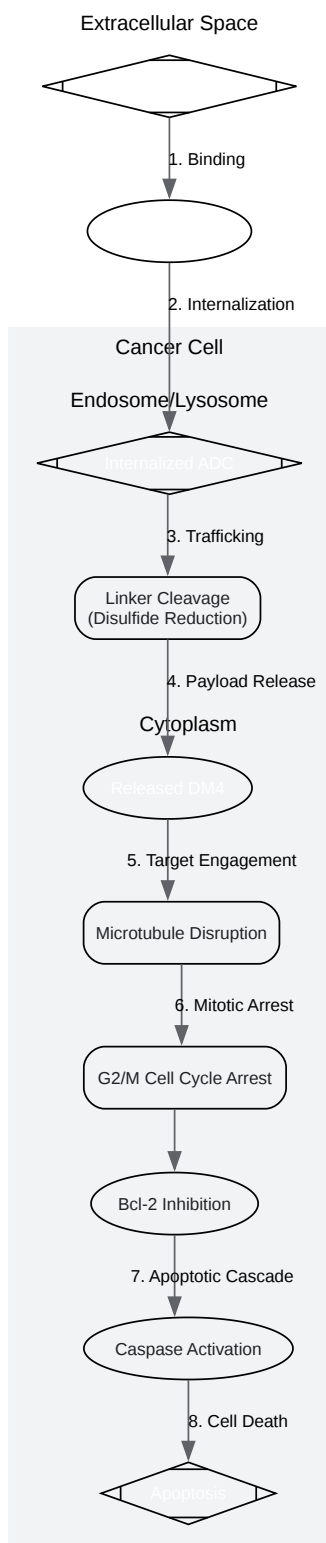 Extracellular Space
1. Binding
2. Internalization
Cancer Cell
Endosome/Lysosome
Internalized ADC
3. Trafficking
Linker Cleavage
(Disulfide Reduction)
4. Payload Release
Cytoplasm
Released DM4
5. Target Engagement
Microtubule Disruption
6. Mitotic Arrest
G2/M Cell Cycle Arrest
Bcl-2 Inhibition
7. Apoptotic Cascade
Caspase Activation
8. Cell Death
Apoptosis